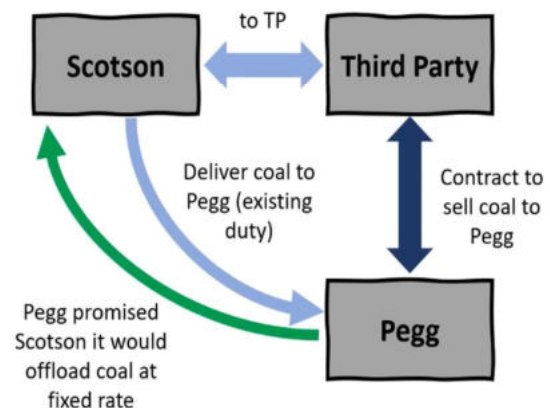 to TP
Scotson
Third Party
Deliver coal to
Pegg (existing
duty)
Contract to
sell coal to
Pegg
Pegg promised
Scotson it would
offload coal at
fixed rate
Pegg